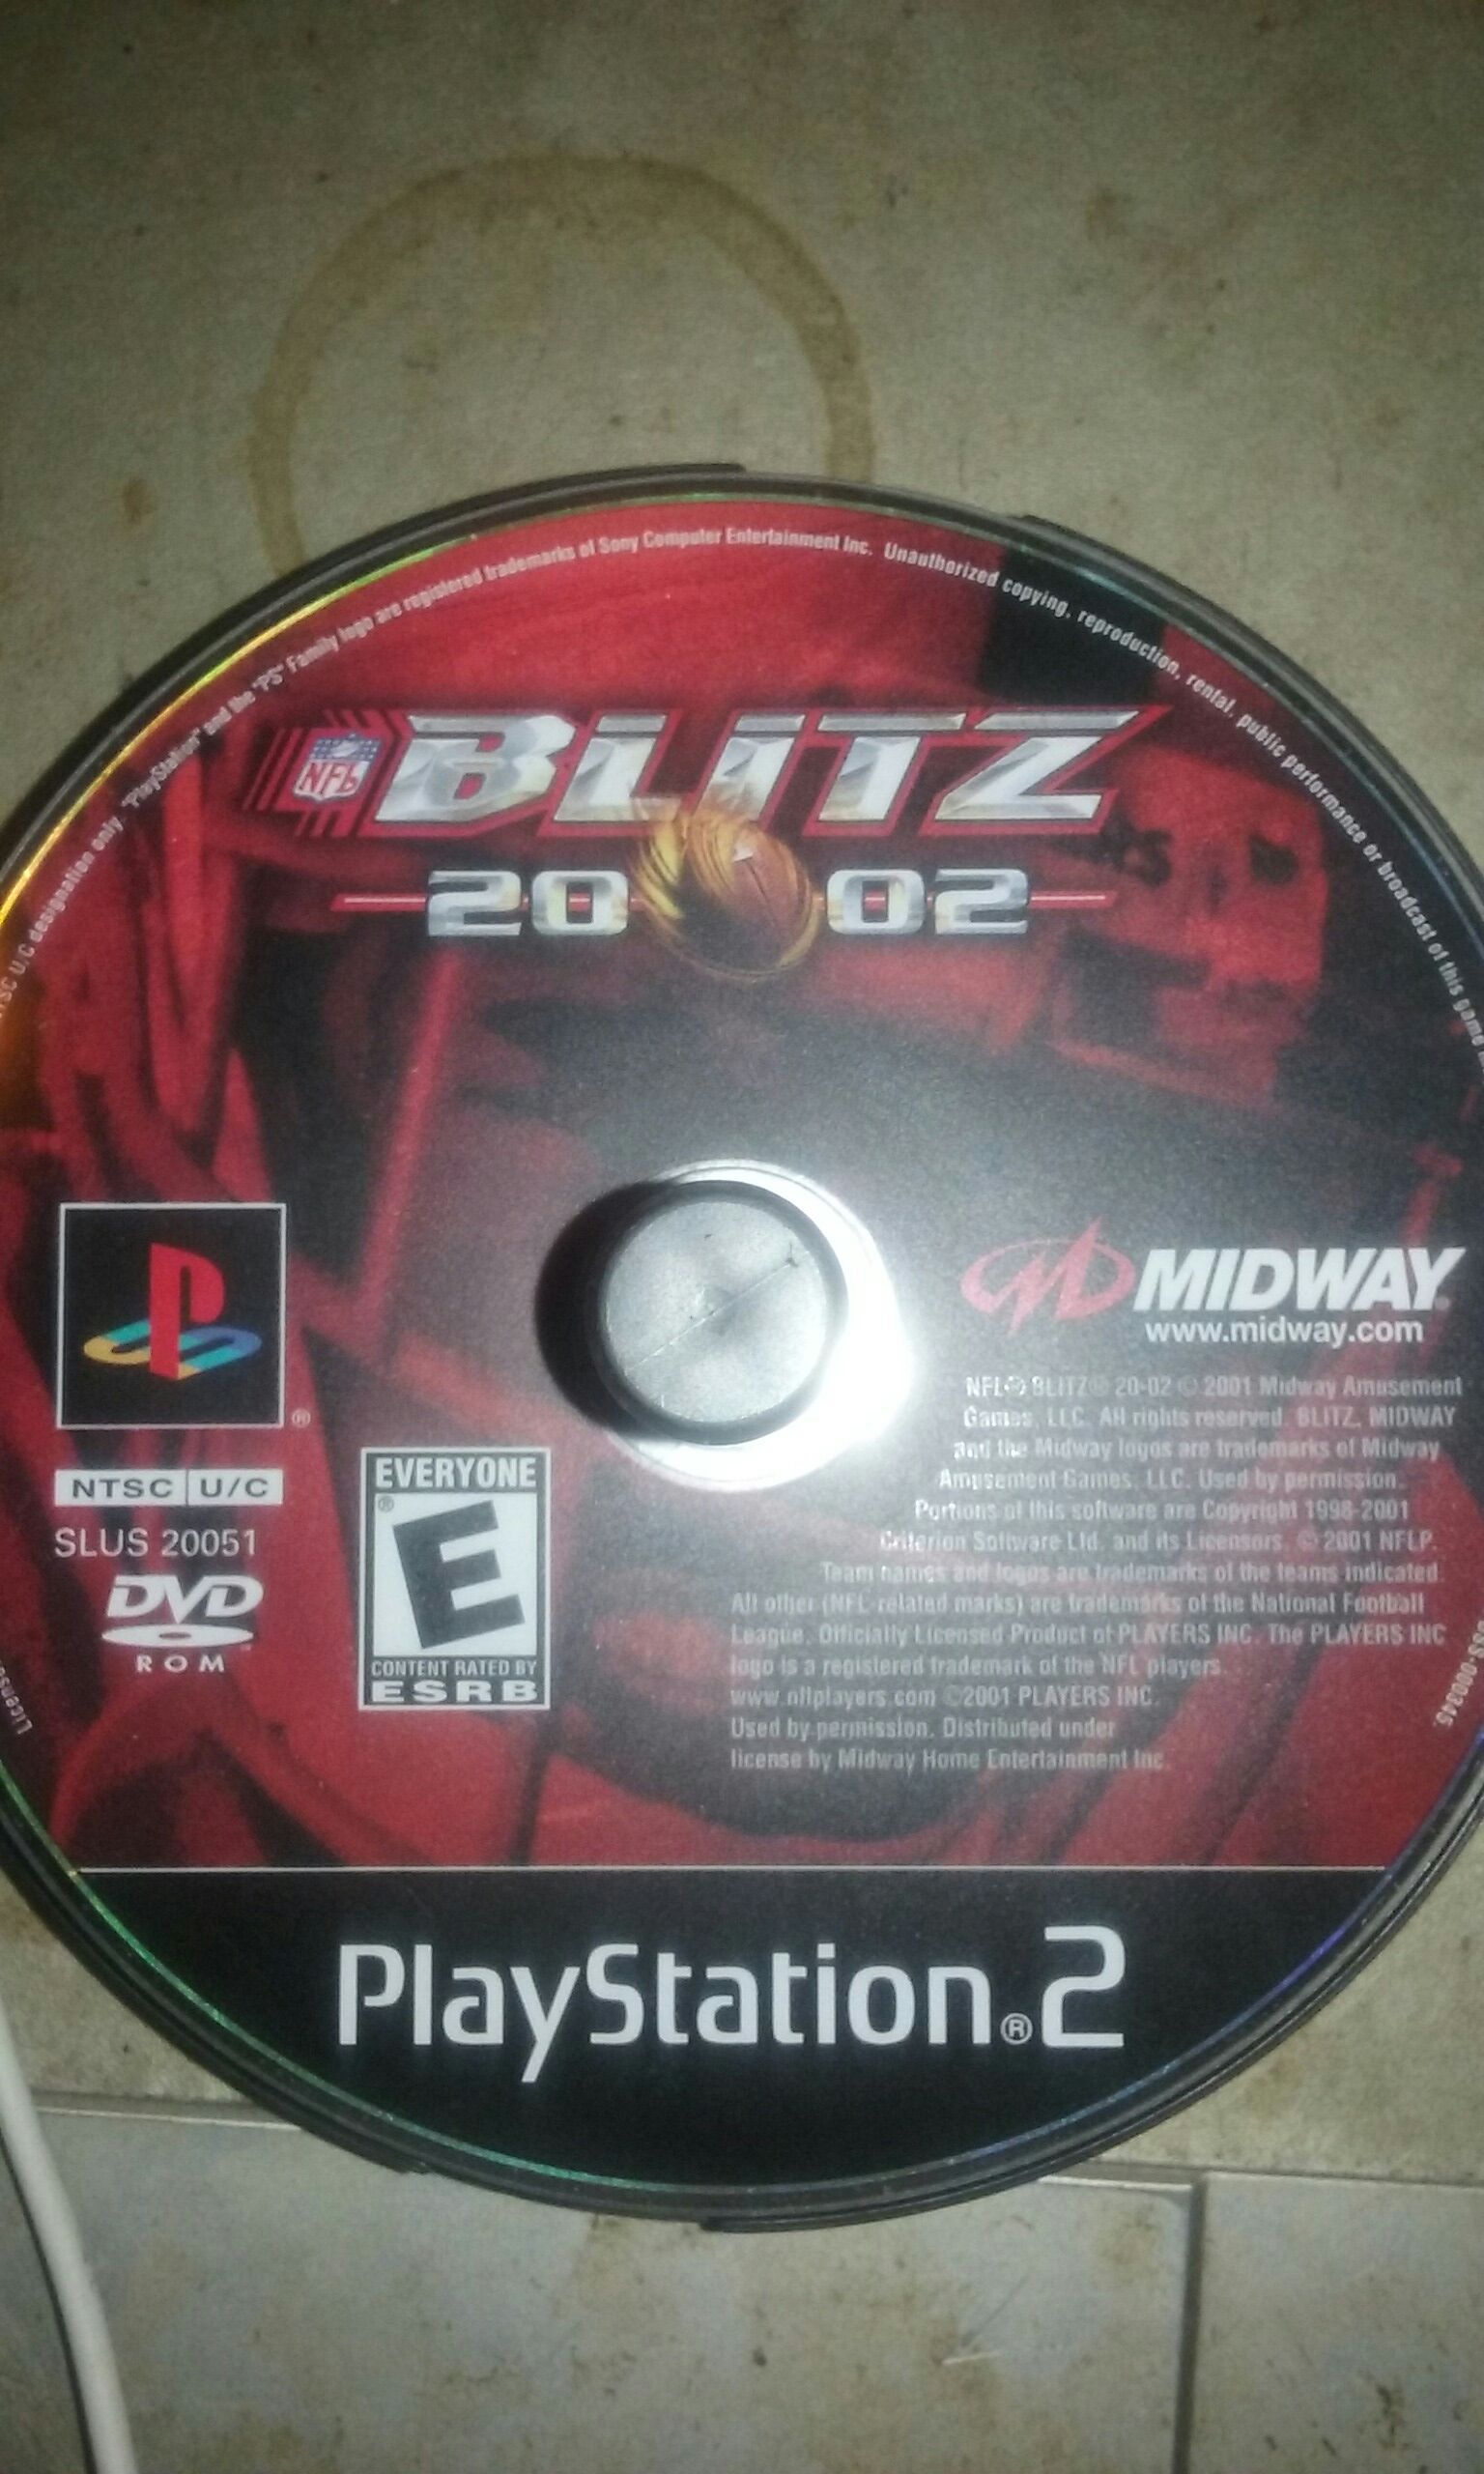 NTSC U/C designation only. "PlayStation" and the "PS" Family logo are registered trademarks of Sony Computer Entertainment Inc. Unauthorized copying, reproduction, rental, public performance or broadcast of this game
NFL
BLITZ
20 02
®
NTSC U/C
SLUS 20051
DVD
ROM
EVERYONE
®
E
CONTENT RATED BY
ESRB
MIDWAY
www.midway.com
NFL® BLITZ® 20-02 © 2001 Midway Amusement
Games, LLC. All rights reserved. BLITZ, MIDWAY
and the Midway logos are trademarks of Midway
Amusement Games, LLC. Used by permission.
Portions of this software are Copyright 1998-2001
Criterion Software Ltd. and its Licensors. © 2001 NFLP.
Team names and logos are trademarks of the teams indicated.
All other (NFL-related marks) are trademarks of the National Football
League. Officially Licensed Product of PLAYERS INC. The PLAYERS INC
logo is a registered trademark of the NFL players.
www.nflplayers.com ©2001 PLAYERS INC.
Used by permission. Distributed under
license by Midway Home Entertainment Inc.
PlayStation®2